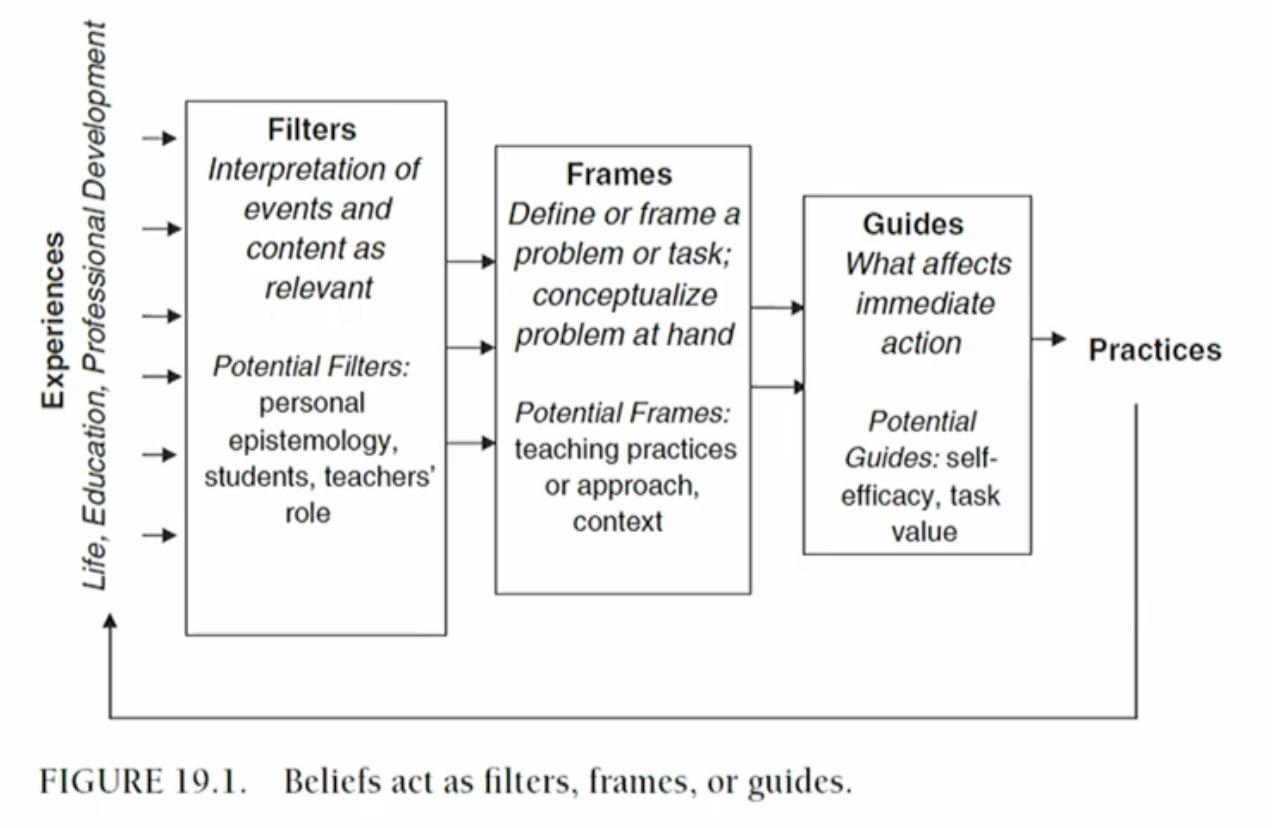 Experiences
Life, Education, Professional Development
Filters
Interpretation of
events and
content as
relevant
Potential Filters:
personal
epistemology,
students, teachers’
role
Frames
Define or frame a
problem or task;
conceptualize
problem at hand
Potential Frames:
teaching practices
or approach,
context
Guides
What affects
immediate
action
Potential
Guides: self-
efficacy, task
value
Practices
FIGURE 19.1. Beliefs act as filters, frames, or guides.